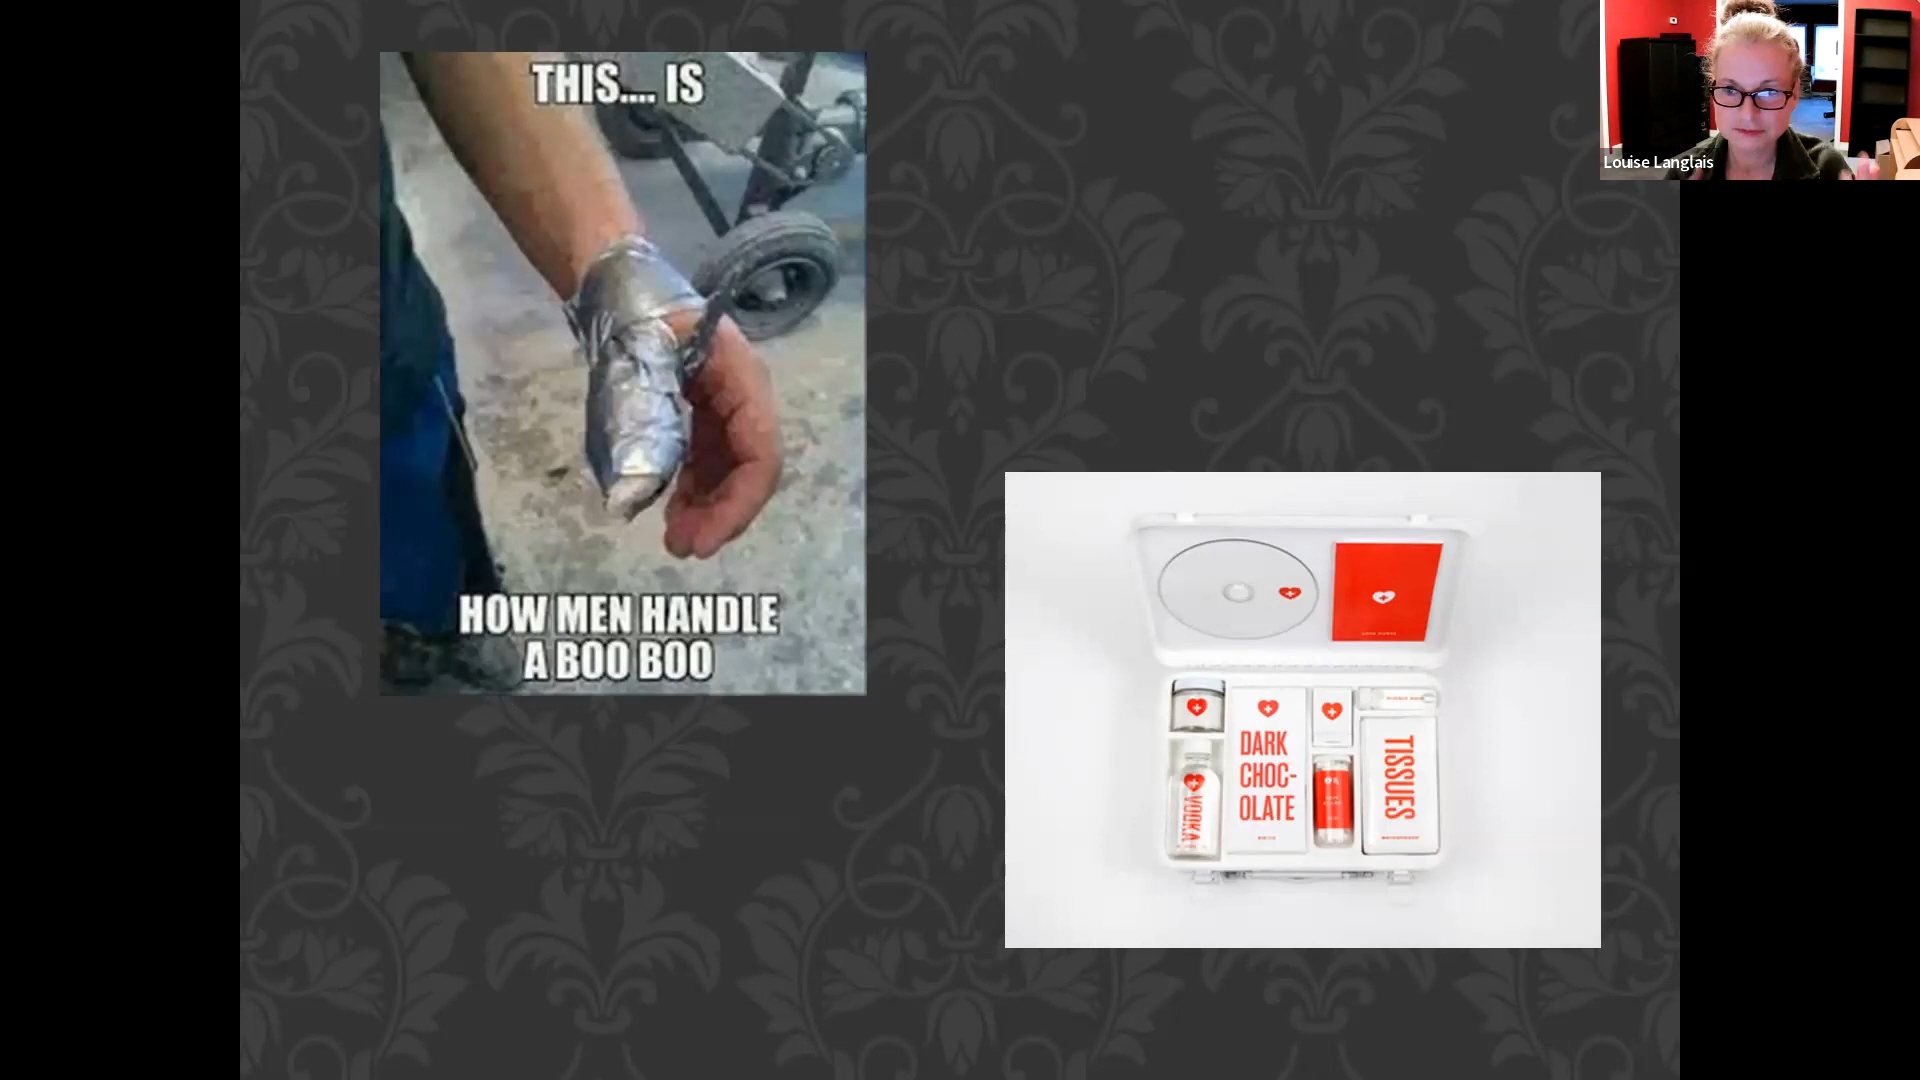 THIS.... IS
HOW MEN HANDLE
A BOO BOO
Louise Langlais
DARK
CHOC-
OLATE
VODKA
TISSUES